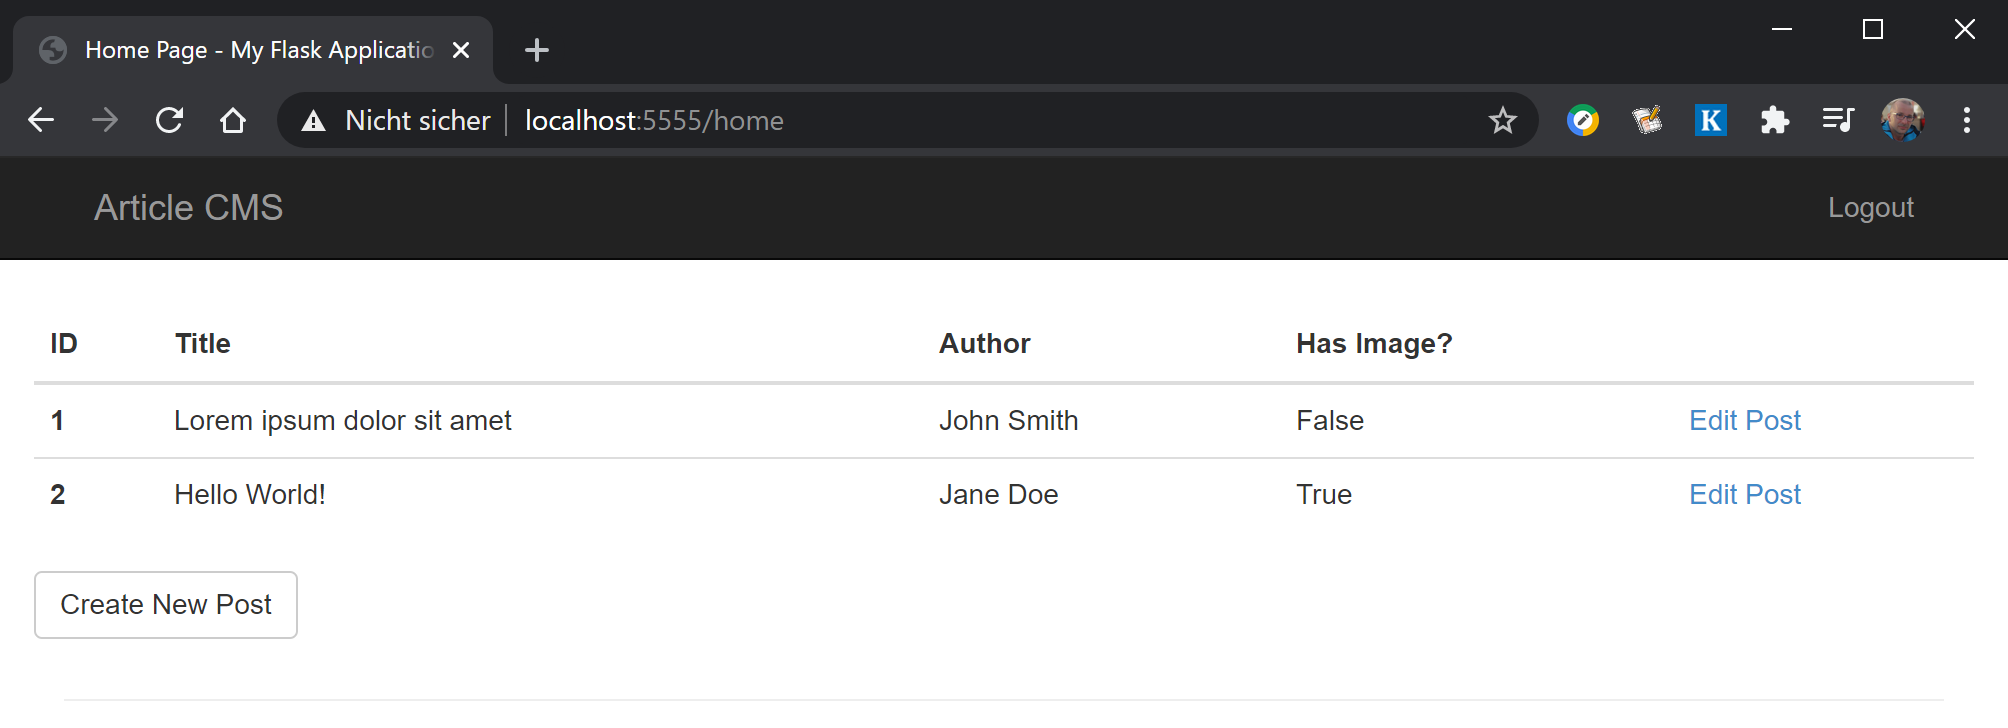 Home Page - My Flask Applicatio
Nicht sicher localhost:5555/home K
Article CMS Logout
ID Title Author Has Image?
1 Lorem ipsum dolor sit amet John Smith False Edit Post
2 Hello World! Jane Doe True Edit Post
Create New Post